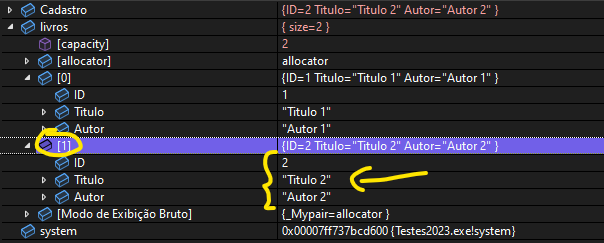 Cadastro {ID=2 Titulo="Titulo 2" Autor="Autor 2" }
livros { size=2 }
[capacity] 2
[allocator] allocator
[0] {ID=1 Titulo="Titulo 1" Autor="Autor 1" }
ID 1
Titulo "Titulo 1"
Autor "Autor 1"
[1] {ID=2 Titulo="Titulo 2" Autor="Autor 2" }
ID 2
Titulo "Titulo 2"
Autor "Autor 2"
[Modo de Exibição Bruto] {_Mypair=allocator }
system 0x00007ff737bcd600 {Testes2023.exe!system}